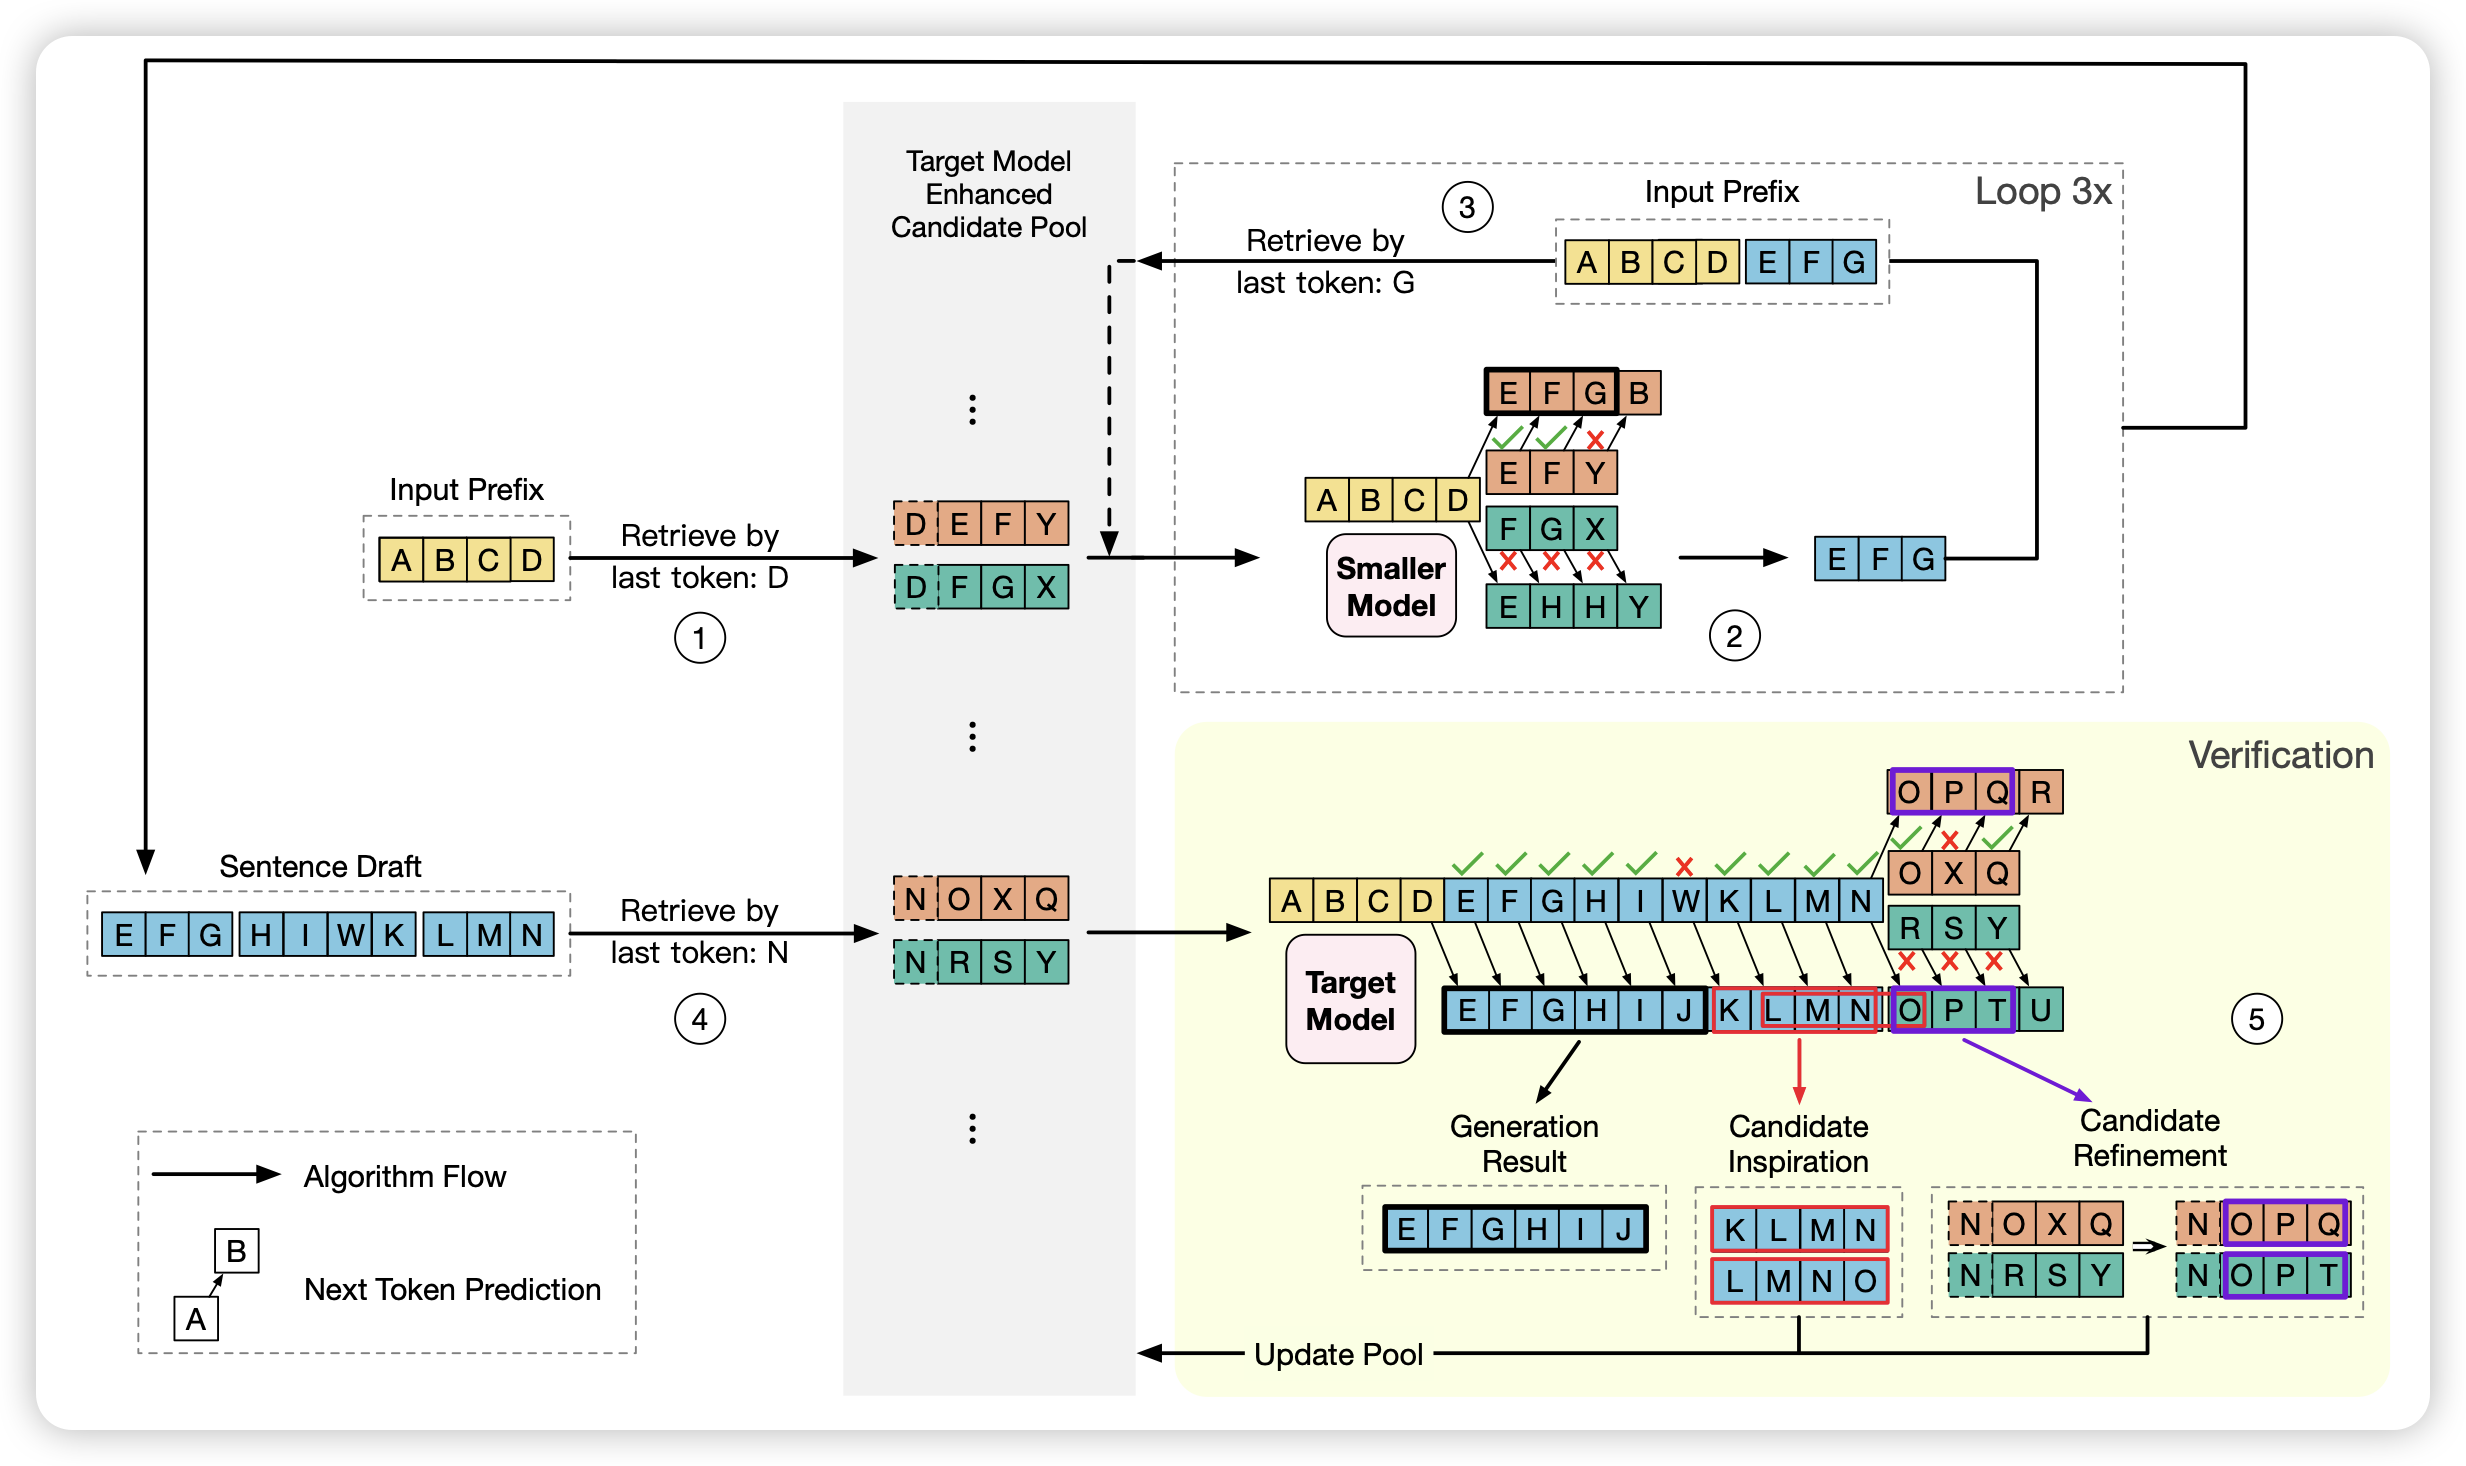 Target Model
Enhanced
Candidate Pool
Loop 3x
3
Input Prefix
Retrieve by
last token: G
A B C D E F G
E F G B
E F Y
A B C D
F G X
Smaller
Model
E H H Y
2
E F G
Input Prefix
A B C D
Retrieve by
last token: D
1
D E F Y
D F G X
Sentence Draft
E F G H I W K L M N
Retrieve by
last token: N
4
N O X Q
N R S Y
Verification
O P Q R
O X Q
A B C D E F G H I W K L M N
R S Y
Target
Model
E F G H I J K L M N O P T U
5
Generation
Result
E F G H I J
Candidate
Inspiration
K L M N
L M N O
Candidate
Refinement
N O X Q
N R S Y
N O P Q
N O P T
Update Pool
Algorithm Flow
B
A
Next Token Prediction